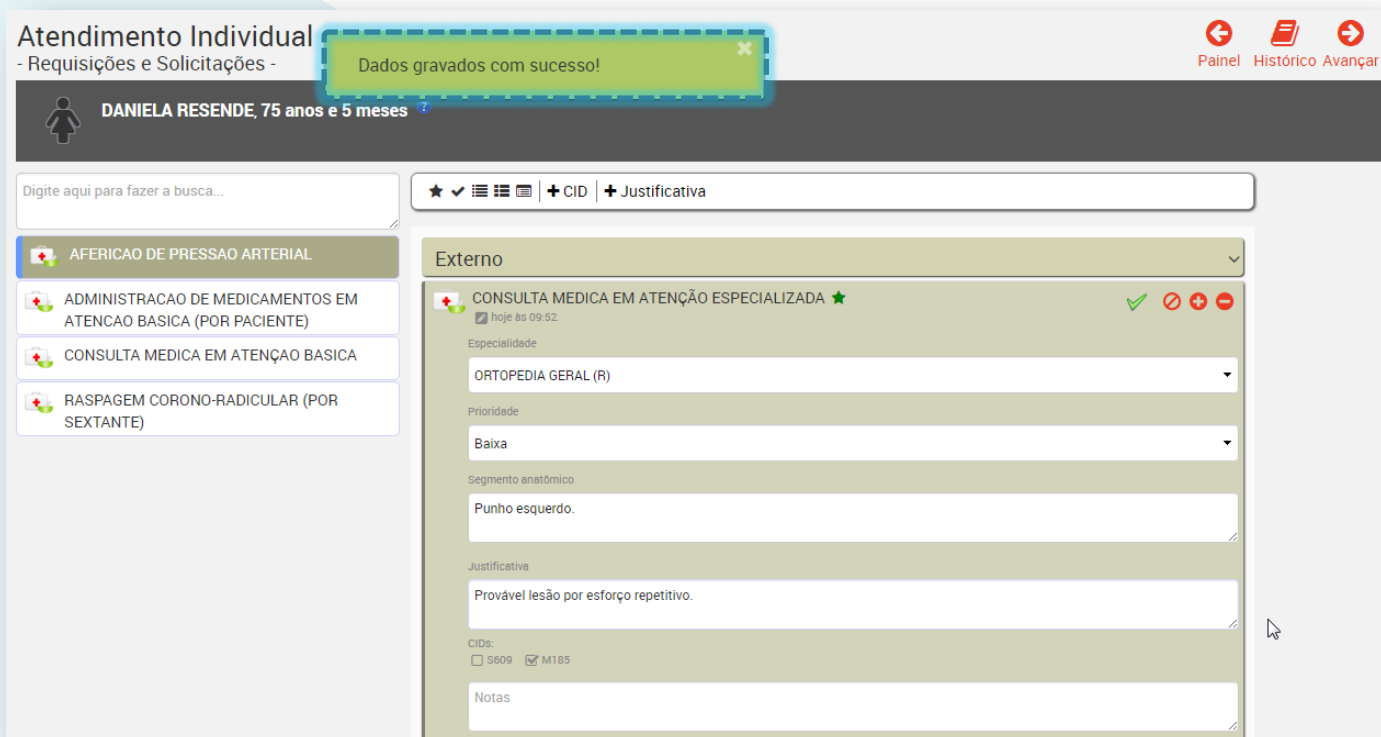 Atendimento Individual
- Requisições e Solicitações -
Dados gravados com sucesso!
Painel Histórico Avançar
DANIELA RESENDE, 75 anos e 5 meses
Digite aqui para fazer a busca...
AFERICAO DE PRESSAO ARTERIAL
ADMINISTRACAO DE MEDICAMENTOS EM
ATENCAO BASICA (POR PACIENTE)
CONSULTA MEDICA EM ATENÇAO BASICA
RASPAGEM CORONO-RADICULAR (POR
SEXTANTE)
+ CID + Justificativa
Externo
CONSULTA MEDICA EM ATENÇÃO ESPECIALIZADA
hoje às 09:52
Especialidade
ORTOPEDIA GERAL (R)
Prioridade
Baixa
Segmento anatômico
Punho esquerdo.
Justificativa
Provável lesão por esforço repetitivo.
CIDs:
S609 M185
Notas